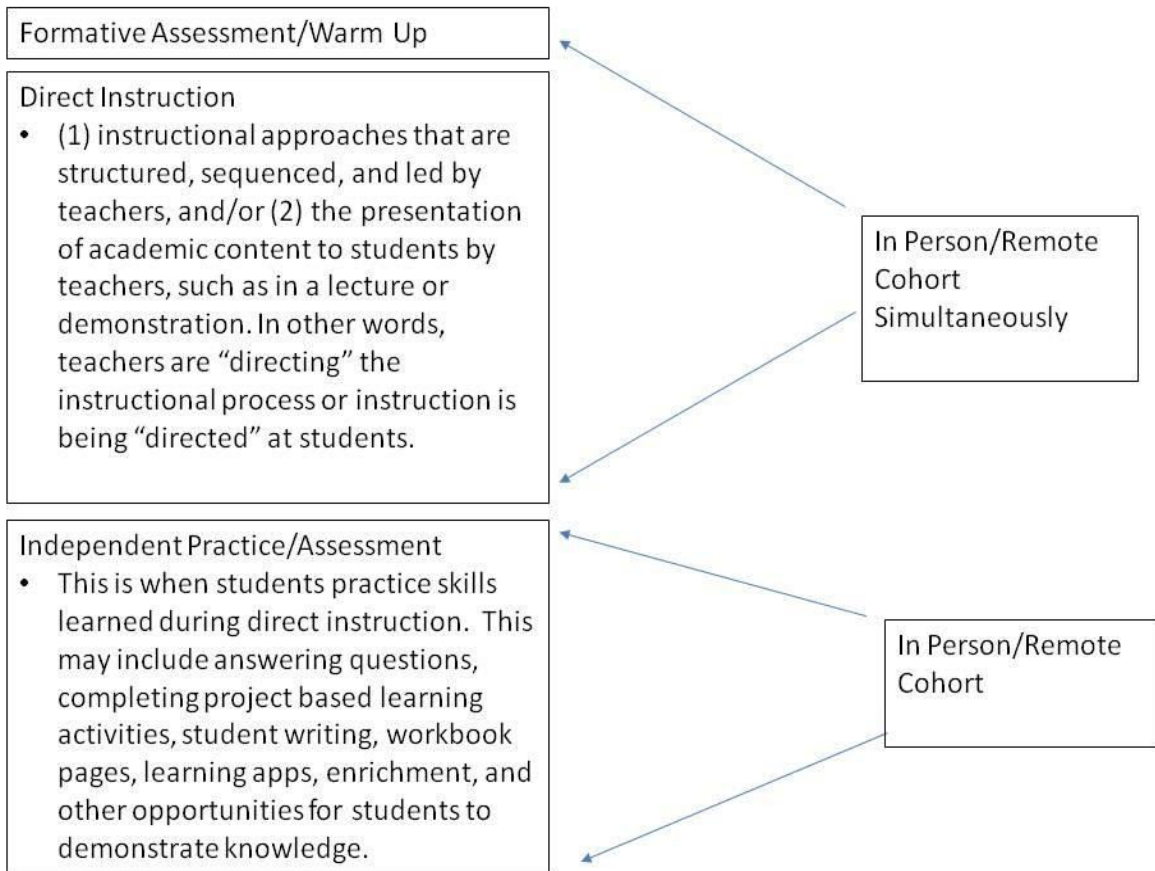 Formative Assessment/Warm Up
Direct Instruction
• (1) instructional approaches that are
structured, sequenced, and led by
teachers, and/or (2) the presentation
of academic content to students by
teachers, such as in a lecture or
demonstration. In other words,
teachers are “directing” the
instructional process or instruction is
being “directed” at students.
In Person/Remote
Cohort
Simultaneously
Independent Practice/Assessment
• This is when students practice skills
learned during direct instruction.  This
may include answering questions,
completing project based learning
activities, student writing, workbook
pages, learning apps, enrichment, and
other opportunities for students to
demonstrate knowledge.
In Person/Remote
Cohort